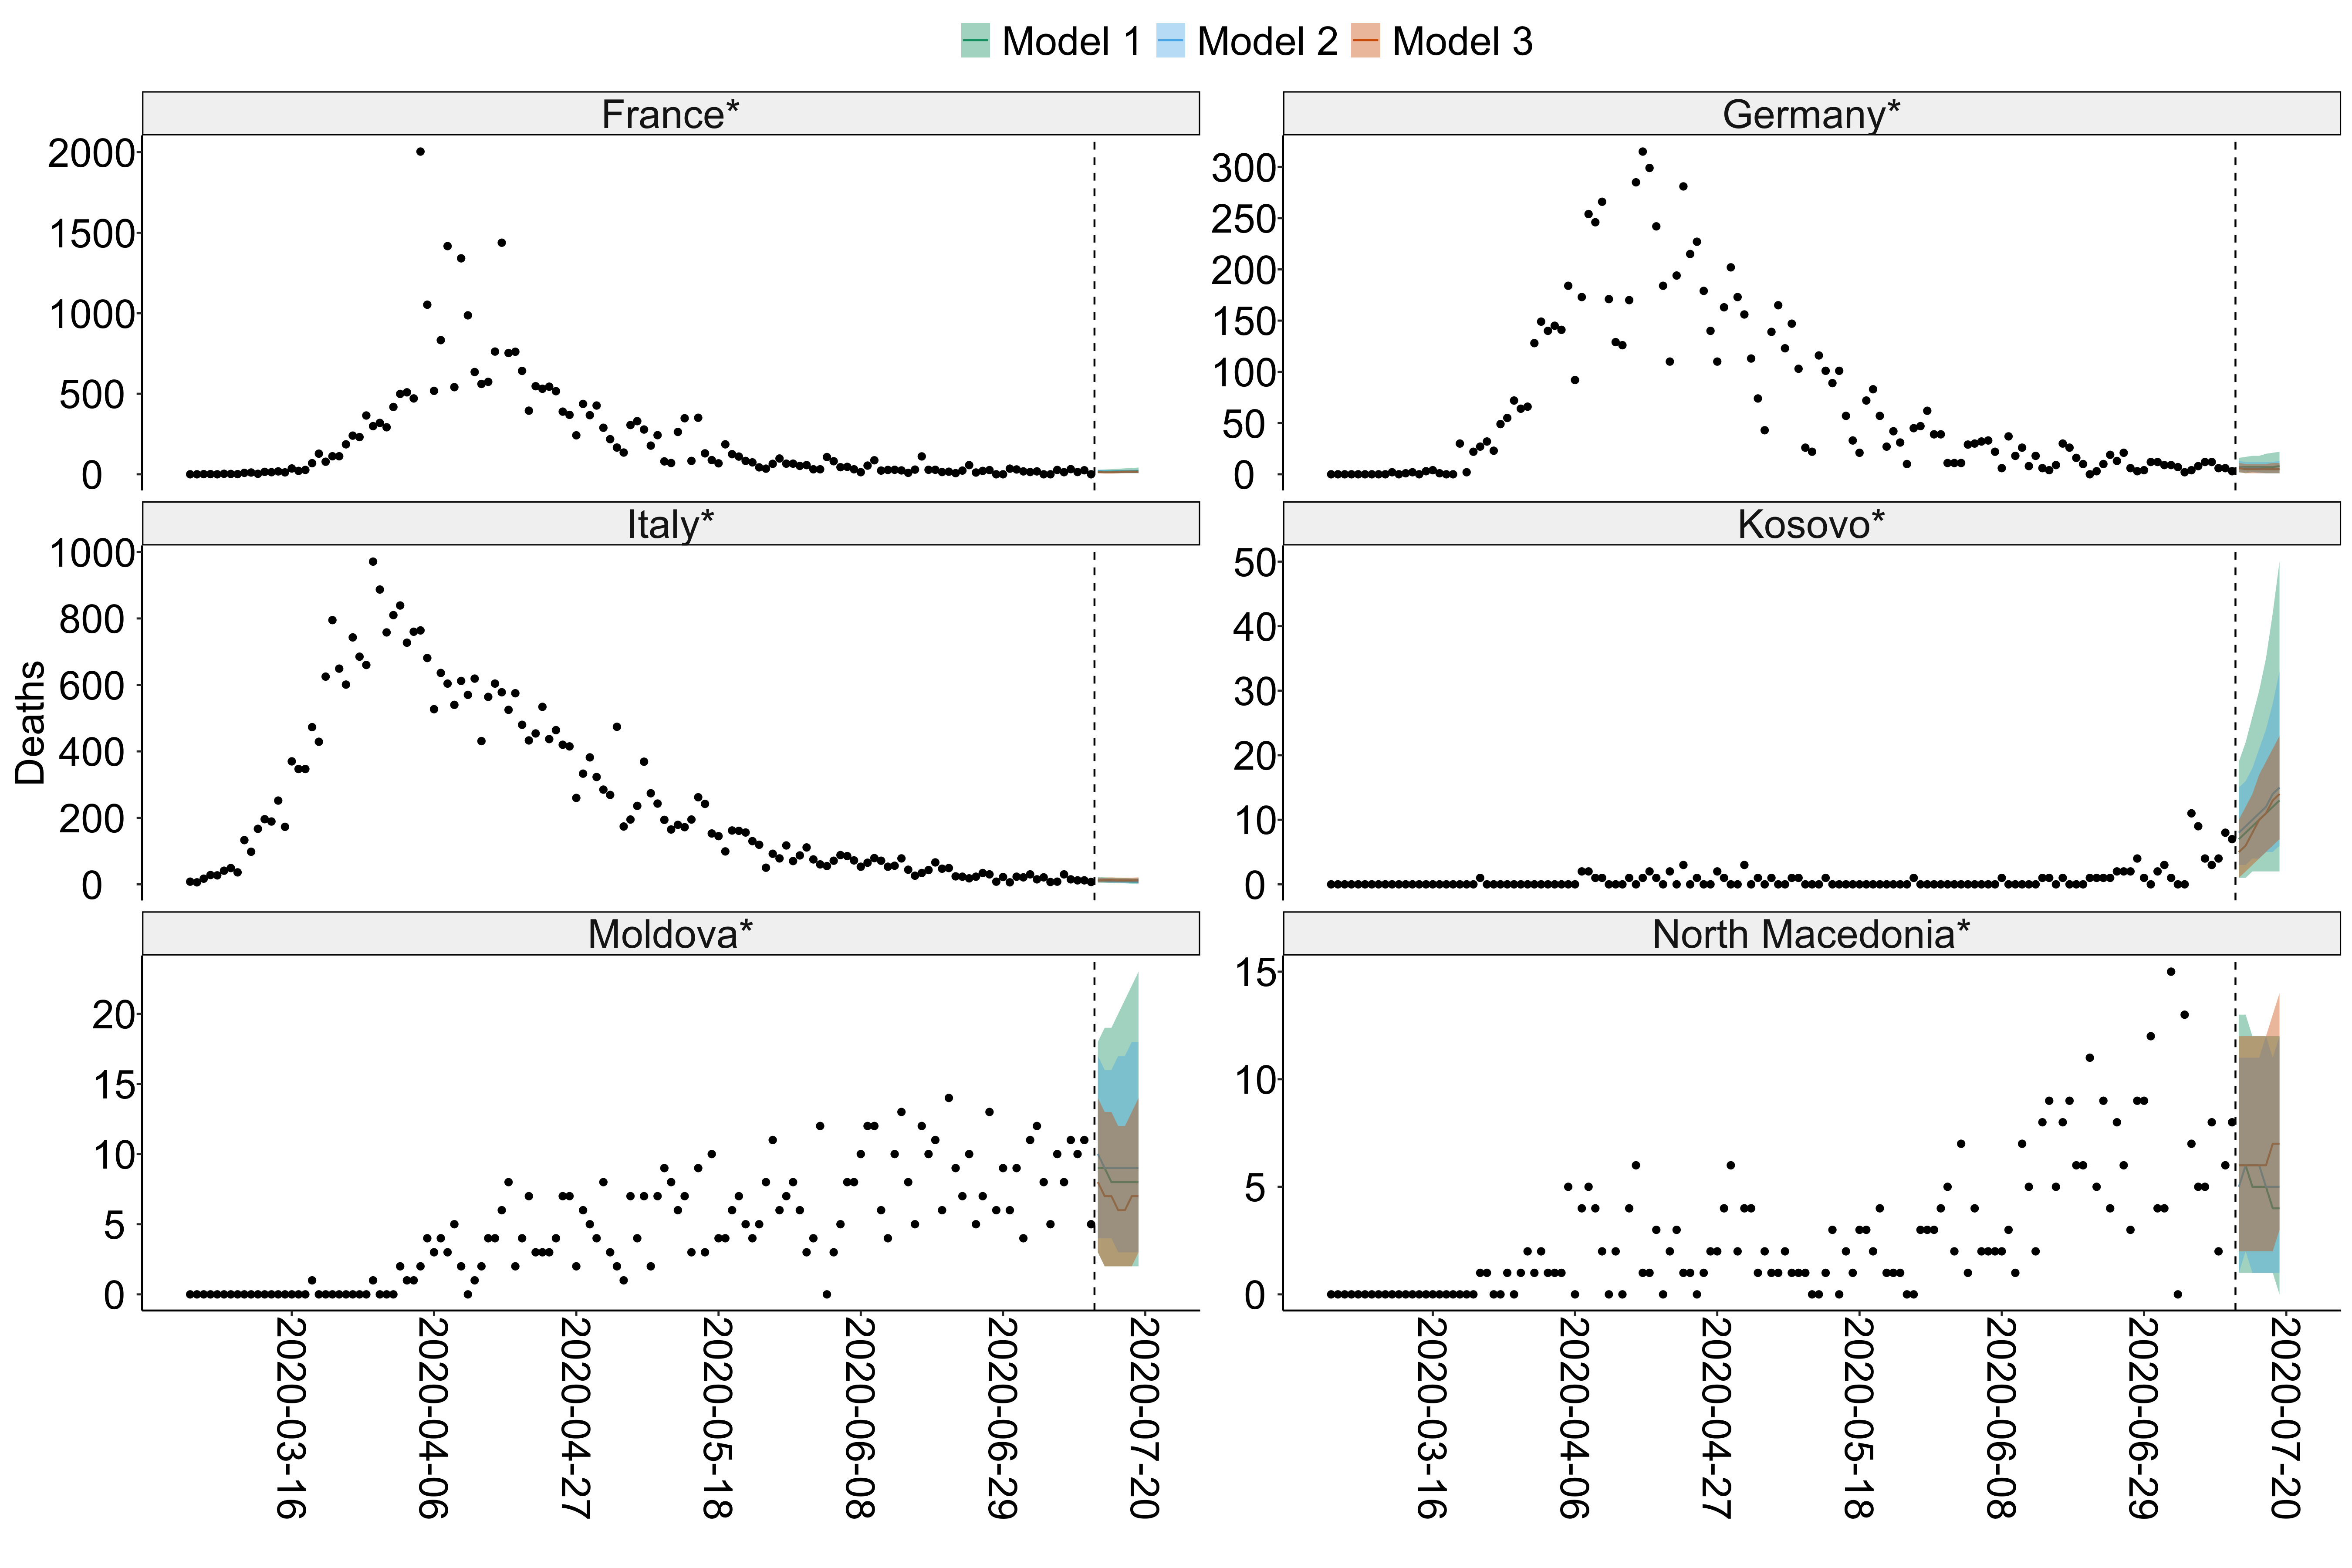 Model 1 Model 2 Model 3
France* Germany*
2000 1500 1000 500 0
300 250 200 150 100 50 0
Italy* Kosovo*
1000 800 600 400 200 0
50 40 30 20 10 0
Deaths
Moldova* North Macedonia*
20 15 10 5 0
15 10 5 0
2020-03-16 2020-04-06 2020-04-27 2020-05-18 2020-06-08 2020-06-29 2020-07-20
2020-03-16 2020-04-06 2020-04-27 2020-05-18 2020-06-08 2020-06-29 2020-07-20